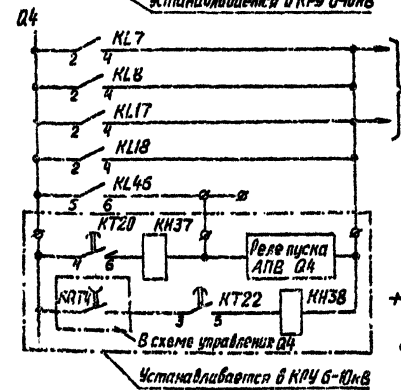 Устанавливается в КРУ 6-10кВ
Q4
KL7
2 4
KL8
2 4
KL17
2 4
KL18
2 4
KL46
5 6
KT20 KH37
4 6
Реле пуска
АПВ Q4
KQT4 KT22 KH38
3 5
В схеме управления Q4
Устанавливается в КРУ 6-10кВ